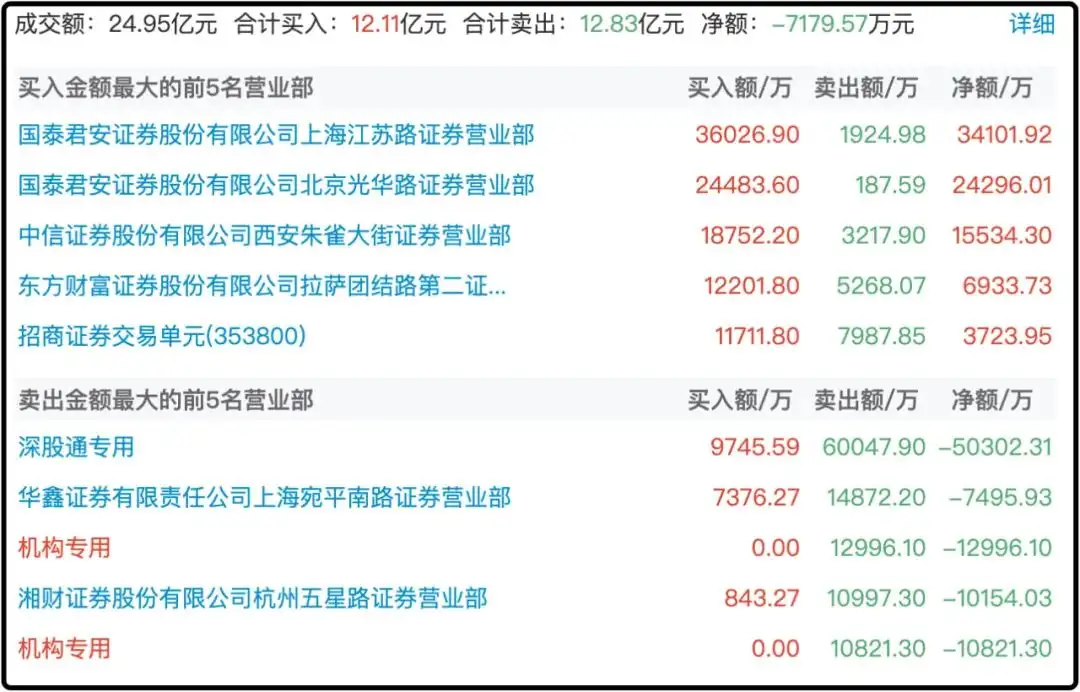 成交额：24.95亿元 合计买入：12.11亿元 合计卖出：12.83亿元 净额：-7179.57万元 详细
买入金额最大的前5名营业部 买入额/万 卖出额/万 净额/万
国泰君安证券股份有限公司上海江苏路证券营业部 36026.90 1924.98 34101.92
国泰君安证券股份有限公司北京光华路证券营业部 24483.60 187.59 24296.01
中信证券股份有限公司西安朱雀大街证券营业部 18752.20 3217.90 15534.30
东方财富证券股份有限公司拉萨团结路第二证... 12201.80 5268.07 6933.73
招商证券交易单元(353800) 11711.80 7987.85 3723.95
卖出金额最大的前5名营业部 买入额/万 卖出额/万 净额/万
深股通专用 9745.59 60047.90 -50302.31
华鑫证券有限责任公司上海宛平南路证券营业部 7376.27 14872.20 -7495.93
机构专用 0.00 12996.10 -12996.10
湘财证券股份有限公司杭州五星路证券营业部 843.27 10997.30 -10154.03
机构专用 0.00 10821.30 -10821.30